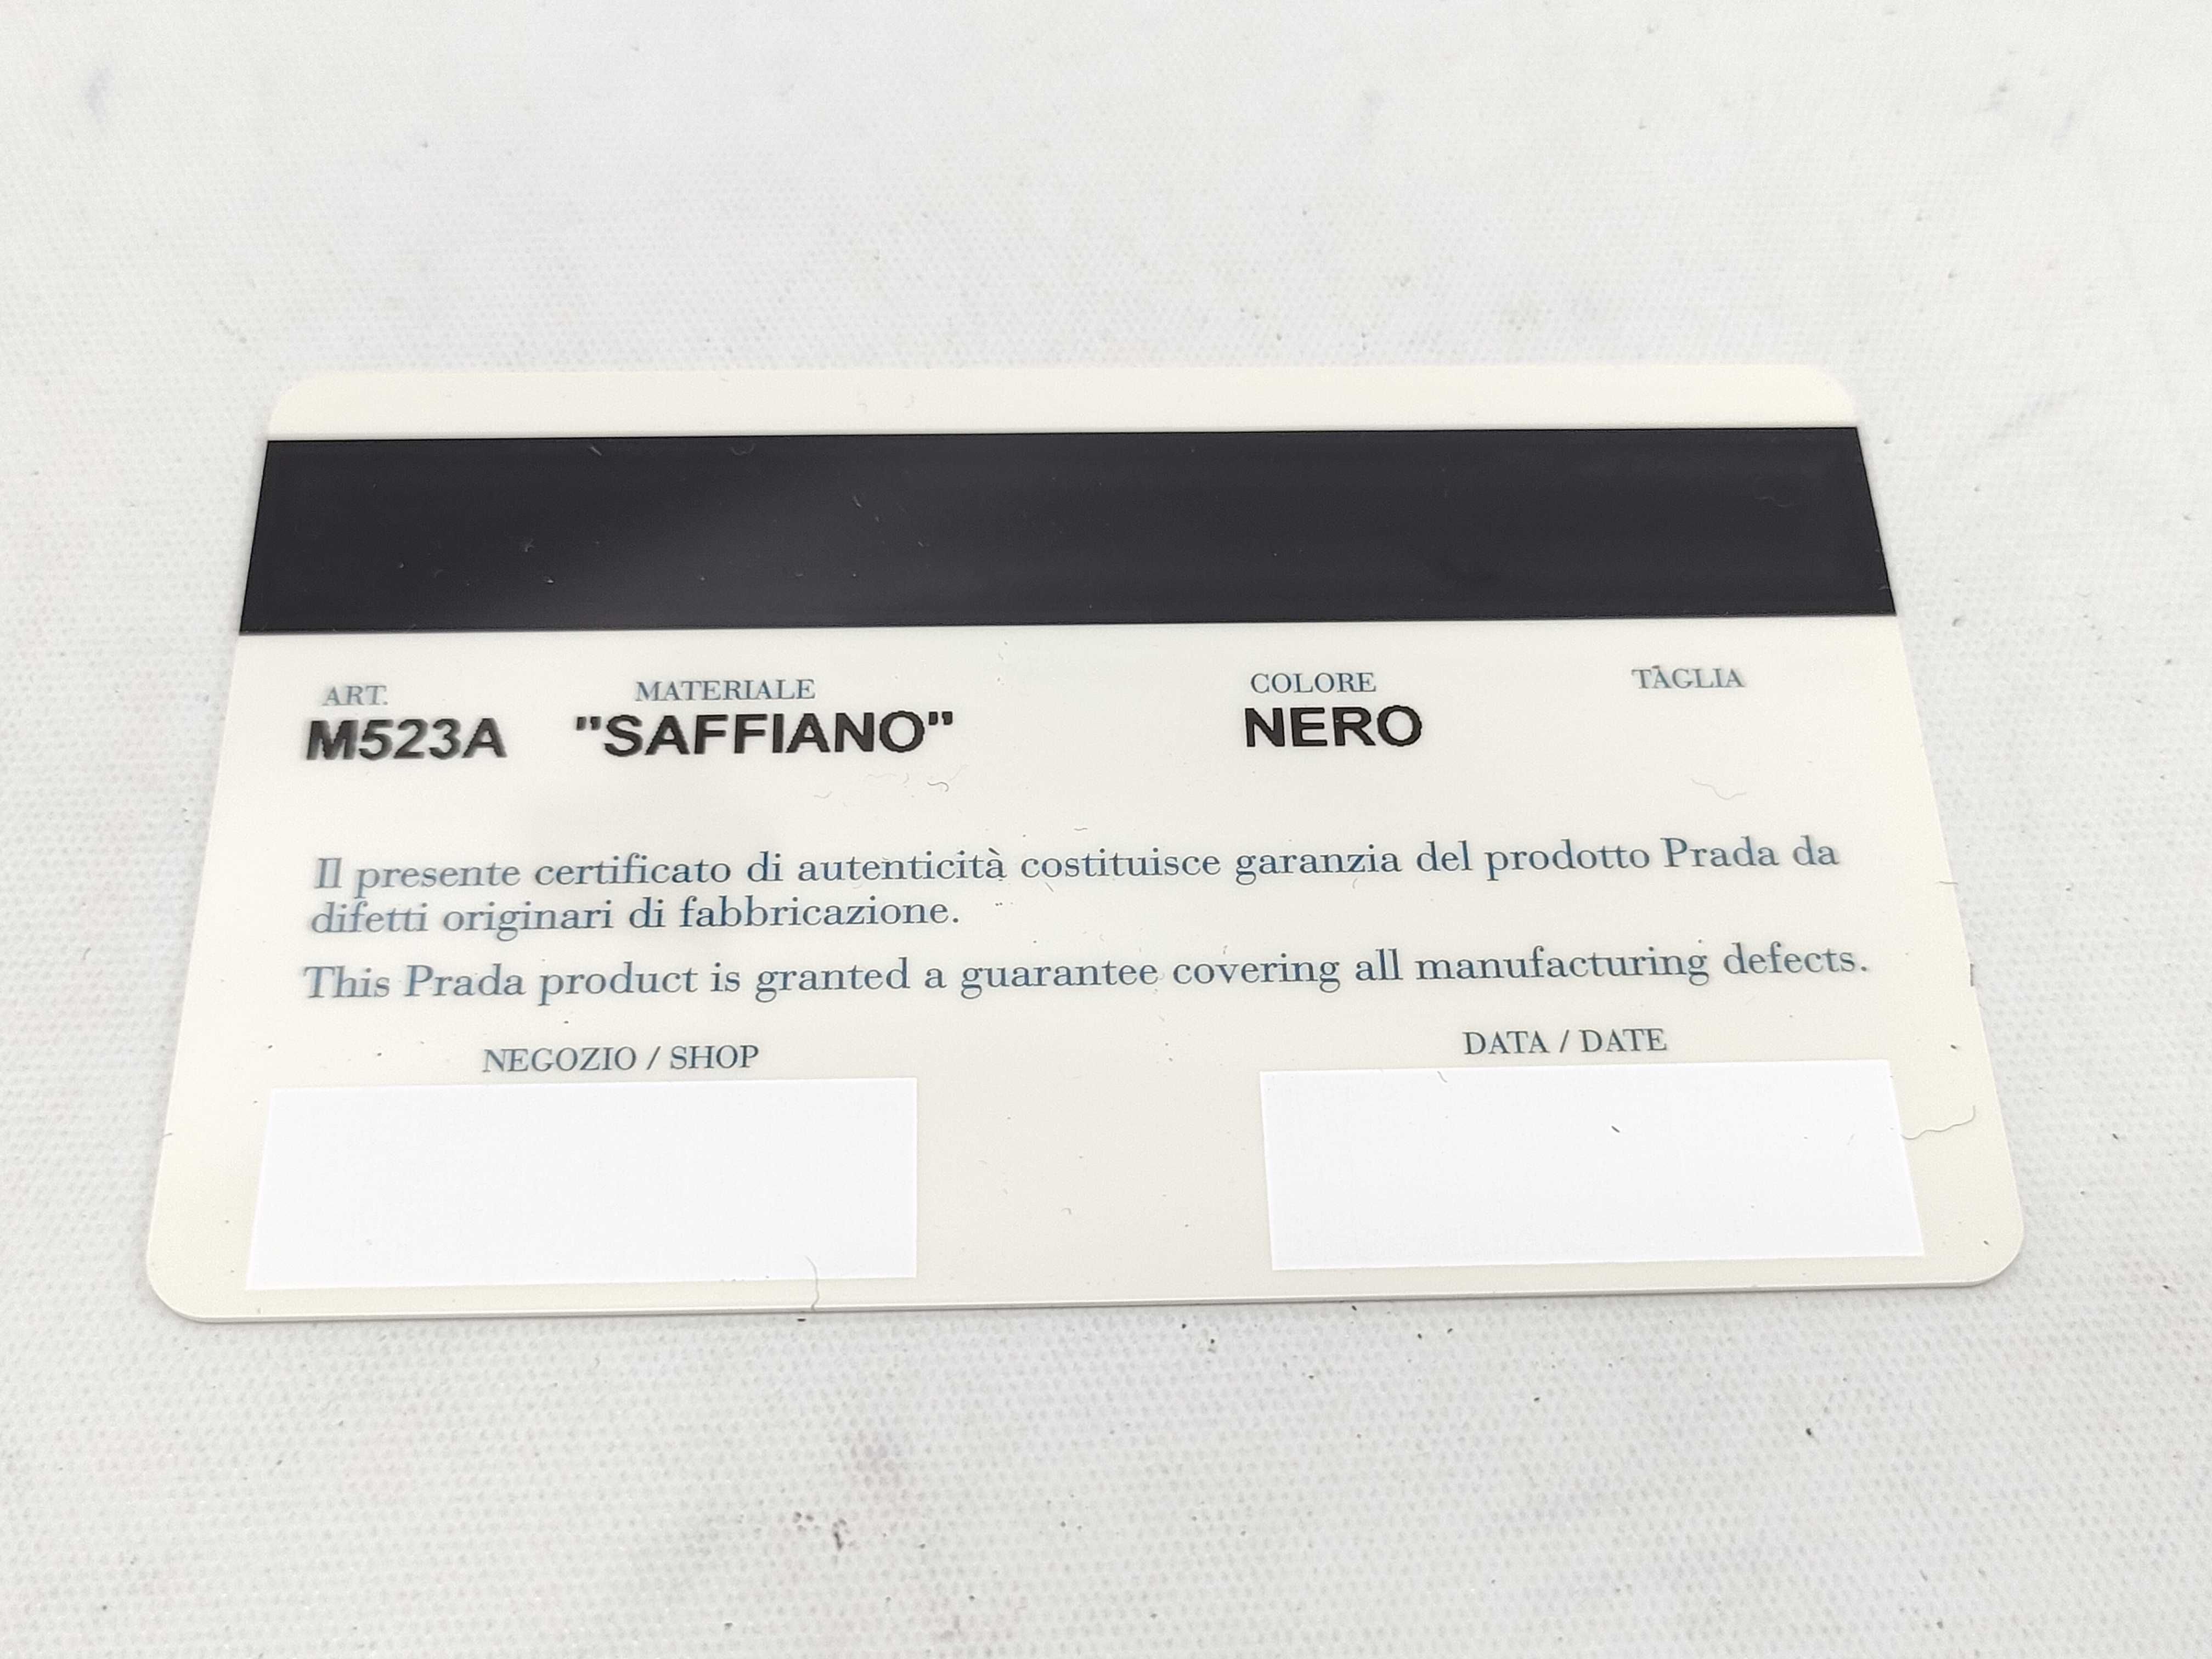 ART. MATERIALE COLORE TAGLIA
M523A "SAFFIANO" NERO
Il presente certificato di autenticità costituisce garanzia del prodotto Prada da
difetti originari di fabbricazione.
This Prada product is granted a guarantee covering all manufacturing defects.
NEGOZIO / SHOP DATA / DATE